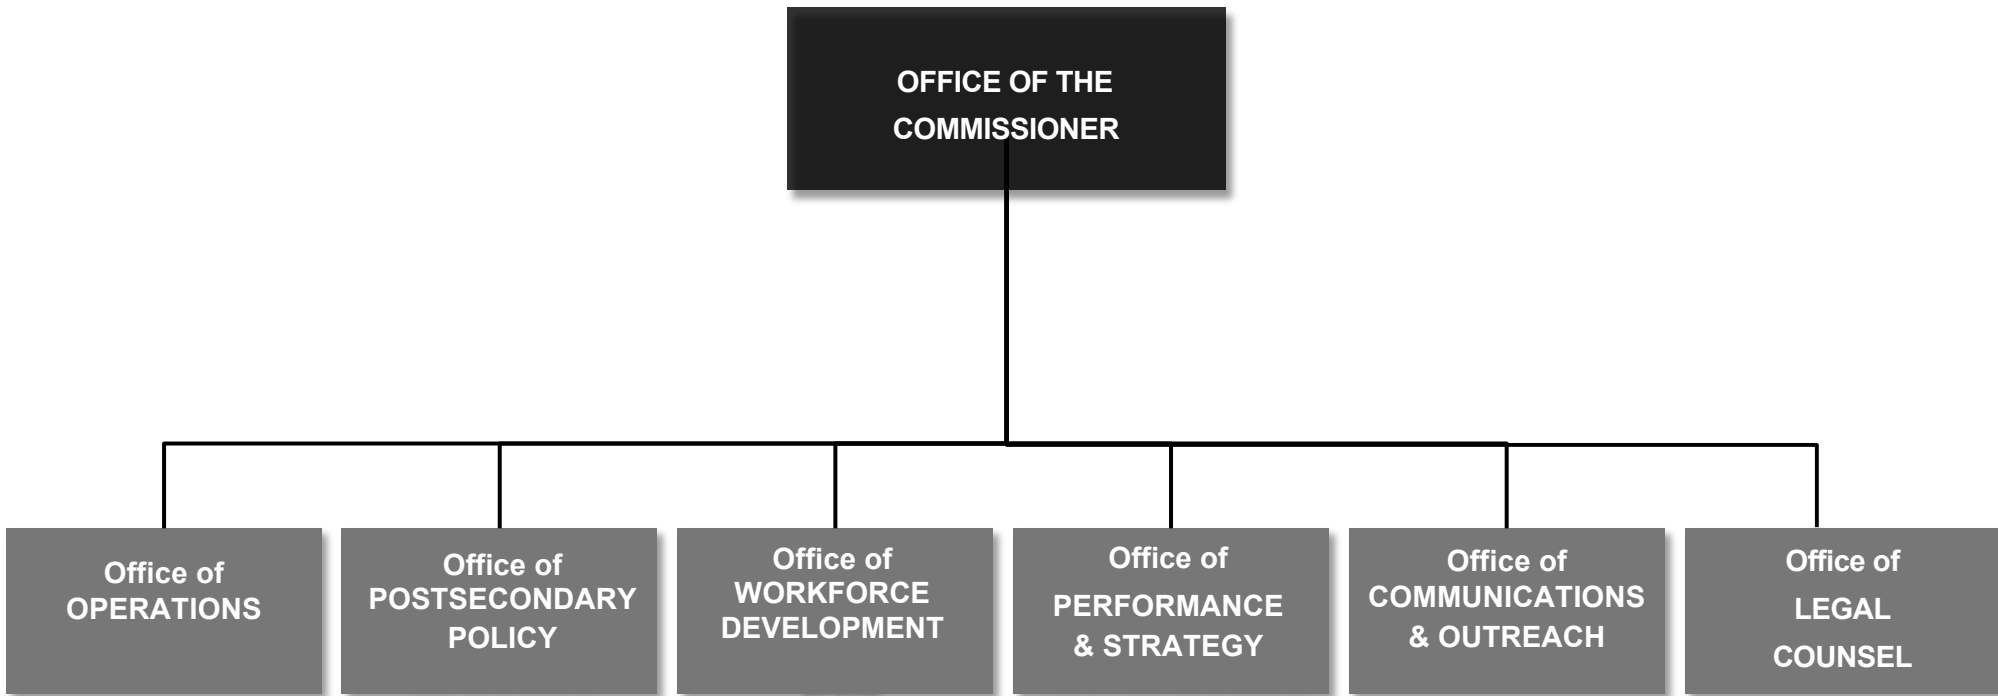 OFFICE OF THE
COMMISSIONER
Office of
OPERATIONS
Office of
POSTSECONDARY
POLICY
Office of
WORKFORCE
DEVELOPMENT
Office of
PERFORMANCE
& STRATEGY
Office of
COMMUNICATIONS
& OUTREACH
Office of
LEGAL
COUNSEL